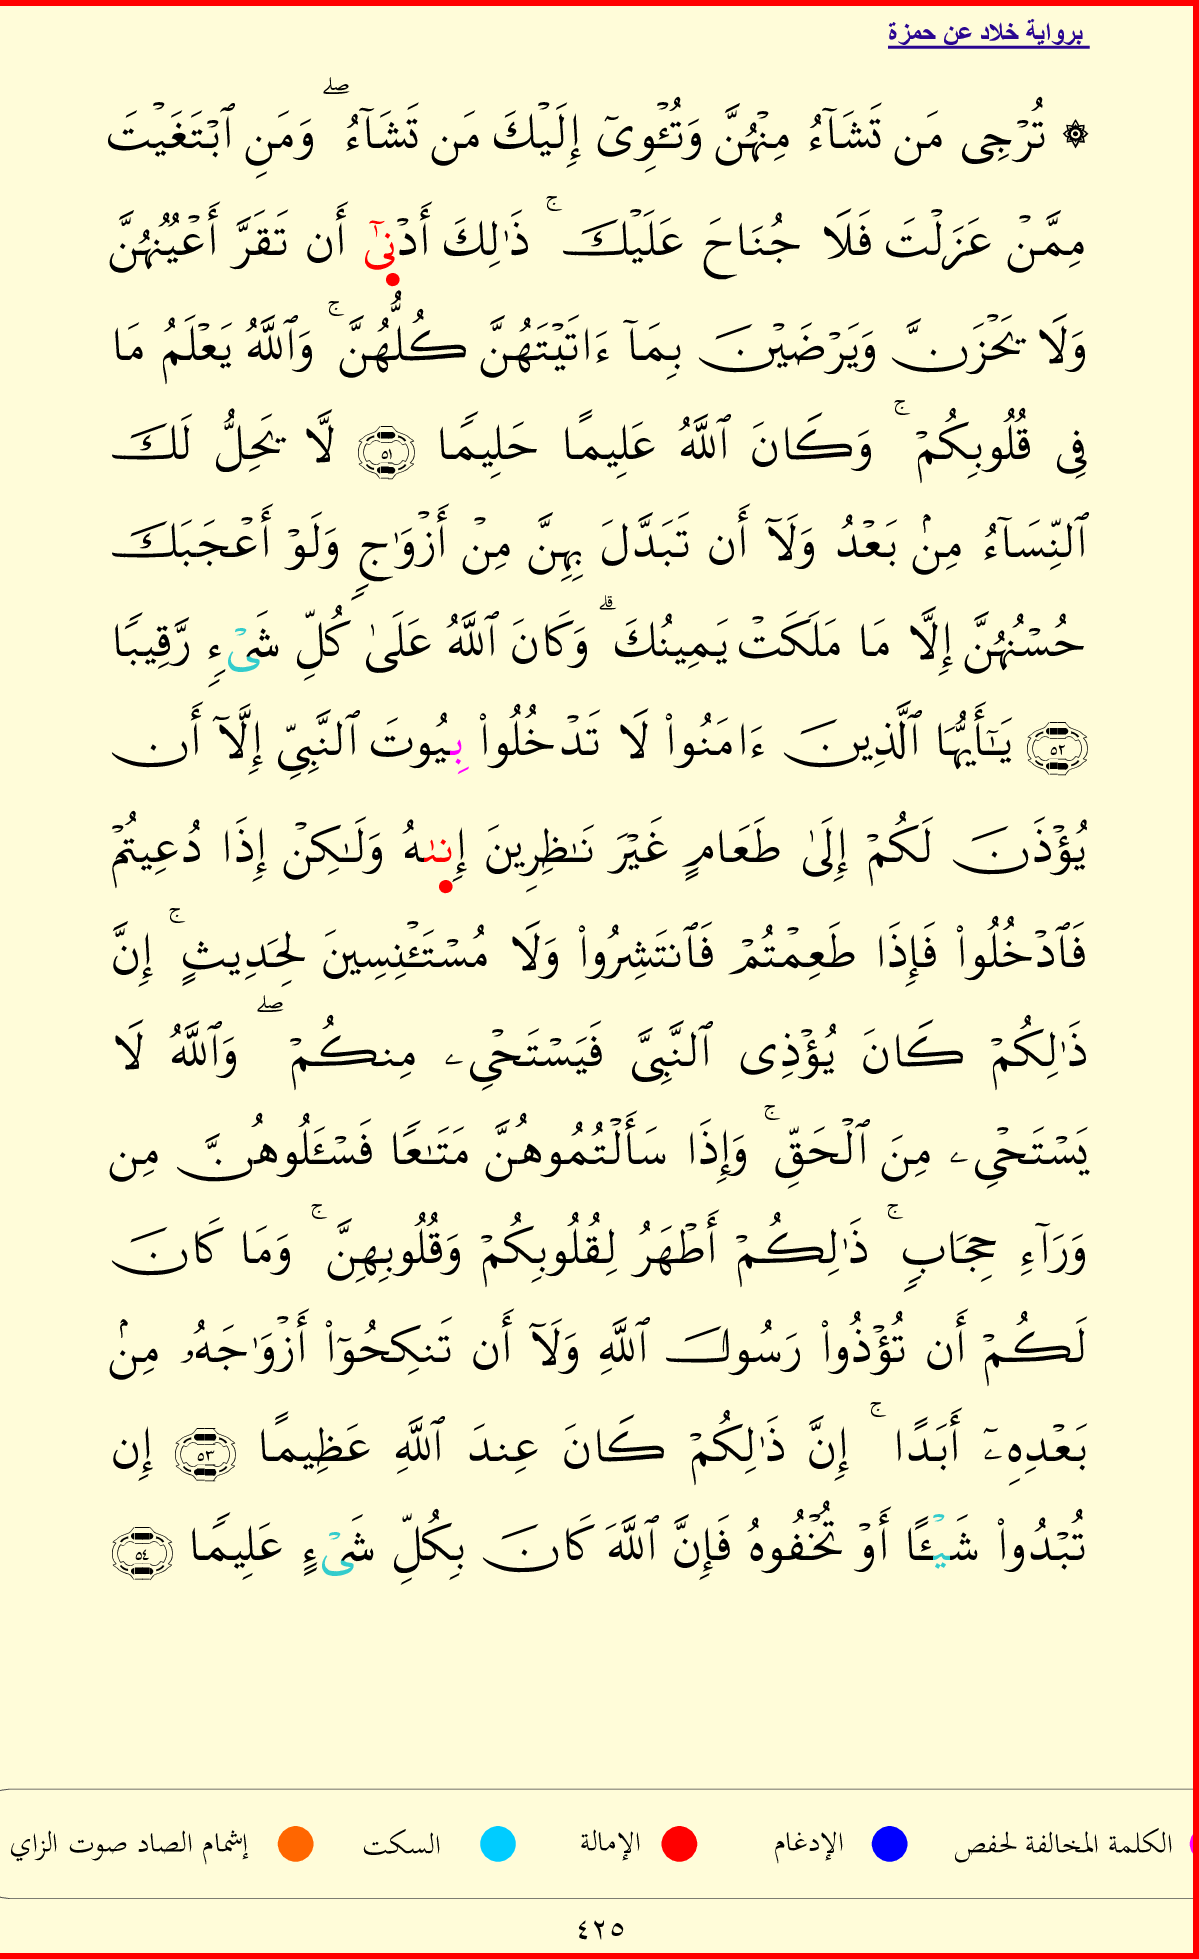 برواية خلاد عن حمزة
۞ تُرۡجِي مَن تَشَآءُ مِنۡهُنَّ وَتُـٔۡوِيٓ إِلَيۡكَ مَن تَشَآءُۖ وَمَنِ ٱبۡتَغَيۡتَ
مِمَّنۡ عَزَلۡتَ فَلَا جُنَاحَ عَلَيۡكَۚ ذَٰلِكَ أَدۡنِىٰٓ أَن تَقَرَّ أَعۡيُنُهُنَّ
وَلَا يَحۡزَنَّ وَيَرۡضَيۡنَ بِمَآ ءَاتَيۡتَهُنَّ كُلُّهُنَّۚ وَٱللَّهُ يَعۡلَمُ مَا
فِي قُلُوبِكُمۡۚ وَكَانَ ٱللَّهُ عَلِيمًا حَلِيمٗا ٥١ لَّا يَحِلُّ لَكَ
ٱلنِّسَآءُ مِنۢ بَعۡدُ وَلَآ أَن تَبَدَّلَ بِهِنَّ مِنۡ أَزۡوَٰجٖ وَلَوۡ أَعۡجَبَكَ
حُسۡنُهُنَّ إِلَّا مَا مَلَكَتۡ يَمِينُكَۗ وَكَانَ ٱللَّهُ عَلَىٰ كُلِّ شَيۡءٖ رَّقِيبٗا
٥٢ يَـٰٓأَيُّهَا ٱلَّذِينَ ءَامَنُواْ لَا تَدۡخُلُواْ بِيُوتَ ٱلنَّبِيِّ إِلَّآ أَن
يُؤۡذَنَ لَكُمۡ إِلَىٰ طَعَامٍ غَيۡرَ نَـٰظِرِينَ إِنىٰهُ وَلَـٰكِنۡ إِذَا دُعِيتُمۡ
فَٱدۡخُلُواْ فَإِذَا طَعِمۡتُمۡ فَٱنتَشِرُواْ وَلَا مُسۡتَـٔۡنِسِينَ لِحَدِيثٍۚ إِنَّ
ذَٰلِكُمۡ كَانَ يُؤۡذِي ٱلنَّبِيَّ فَيَسۡتَحۡيِۦ مِنكُمۡۖ وَٱللَّهُ لَا
يَسۡتَحۡيِۦ مِنَ ٱلۡحَقِّۚ وَإِذَا سَأَلۡتُمُوهُنَّ مَتَـٰعٗا فَسۡـَٔلُوهُنَّ مِن
وَرَآءِ حِجَابٖۚ ذَٰلِكُمۡ أَطۡهَرُ لِقُلُوبِكُمۡ وَقُلُوبِهِنَّۚ وَمَا كَانَ
لَكُمۡ أَن تُؤۡذُواْ رَسُولَ ٱللَّهِ وَلَآ أَن تَنكِحُوٓاْ أَزۡوَٰجَهُۥ مِنۢ
بَعۡدِهِۦٓ أَبَدًاۚ إِنَّ ذَٰلِكُمۡ كَانَ عِندَ ٱللَّهِ عَظِيمًا ٥٣ إِن
تُبۡدُواْ شَيۡـًٔا أَوۡ تُخۡفُوهُ فَإِنَّ ٱللَّهَ كَانَ بِكُلِّ شَيۡءٍ عَلِيمٗا ٥٤
الكلمة المخالفة لحفص الإدغام الإمالة السكت إشمام الصاد صوت الزاي
٤٢٥